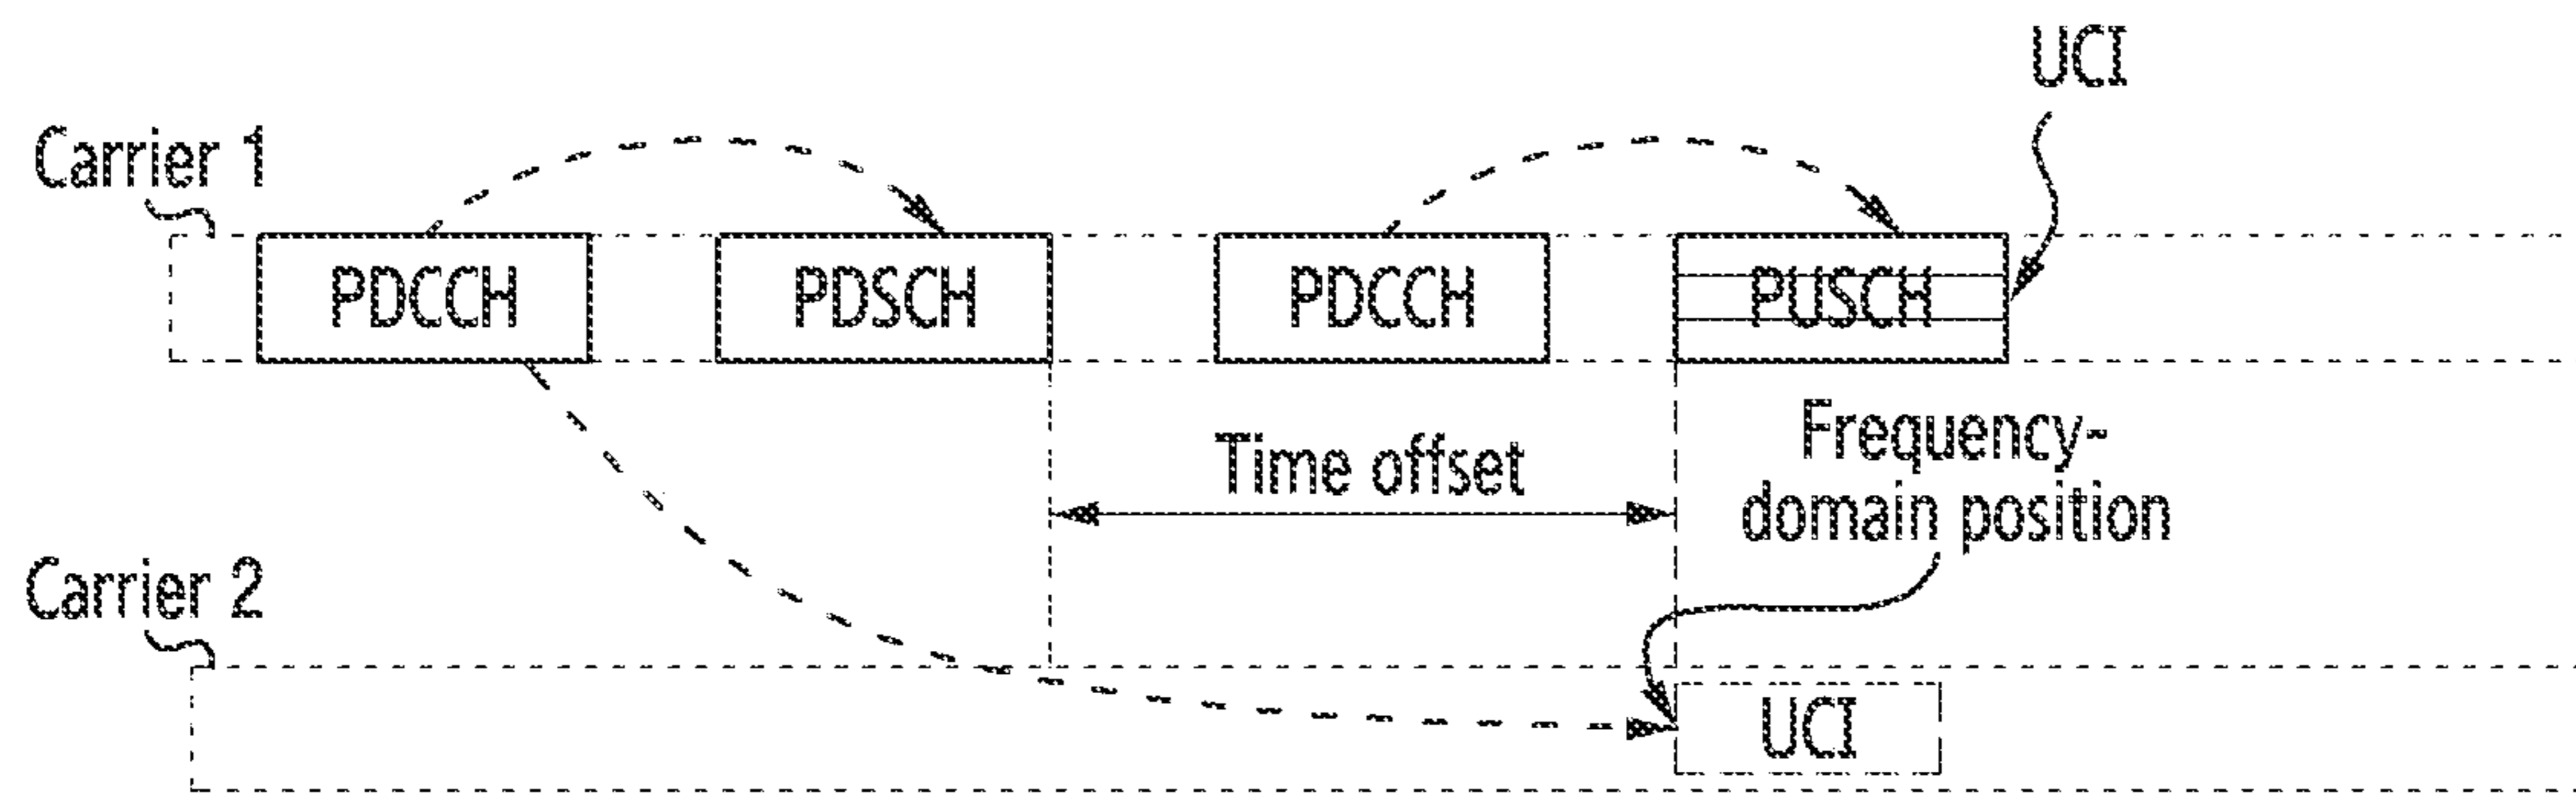 UCI
Carrier 1
PDCCH
PDSCH
PDCCH
PUSCH
Time offset
Frequency-
domain position
Carrier 2
UCI